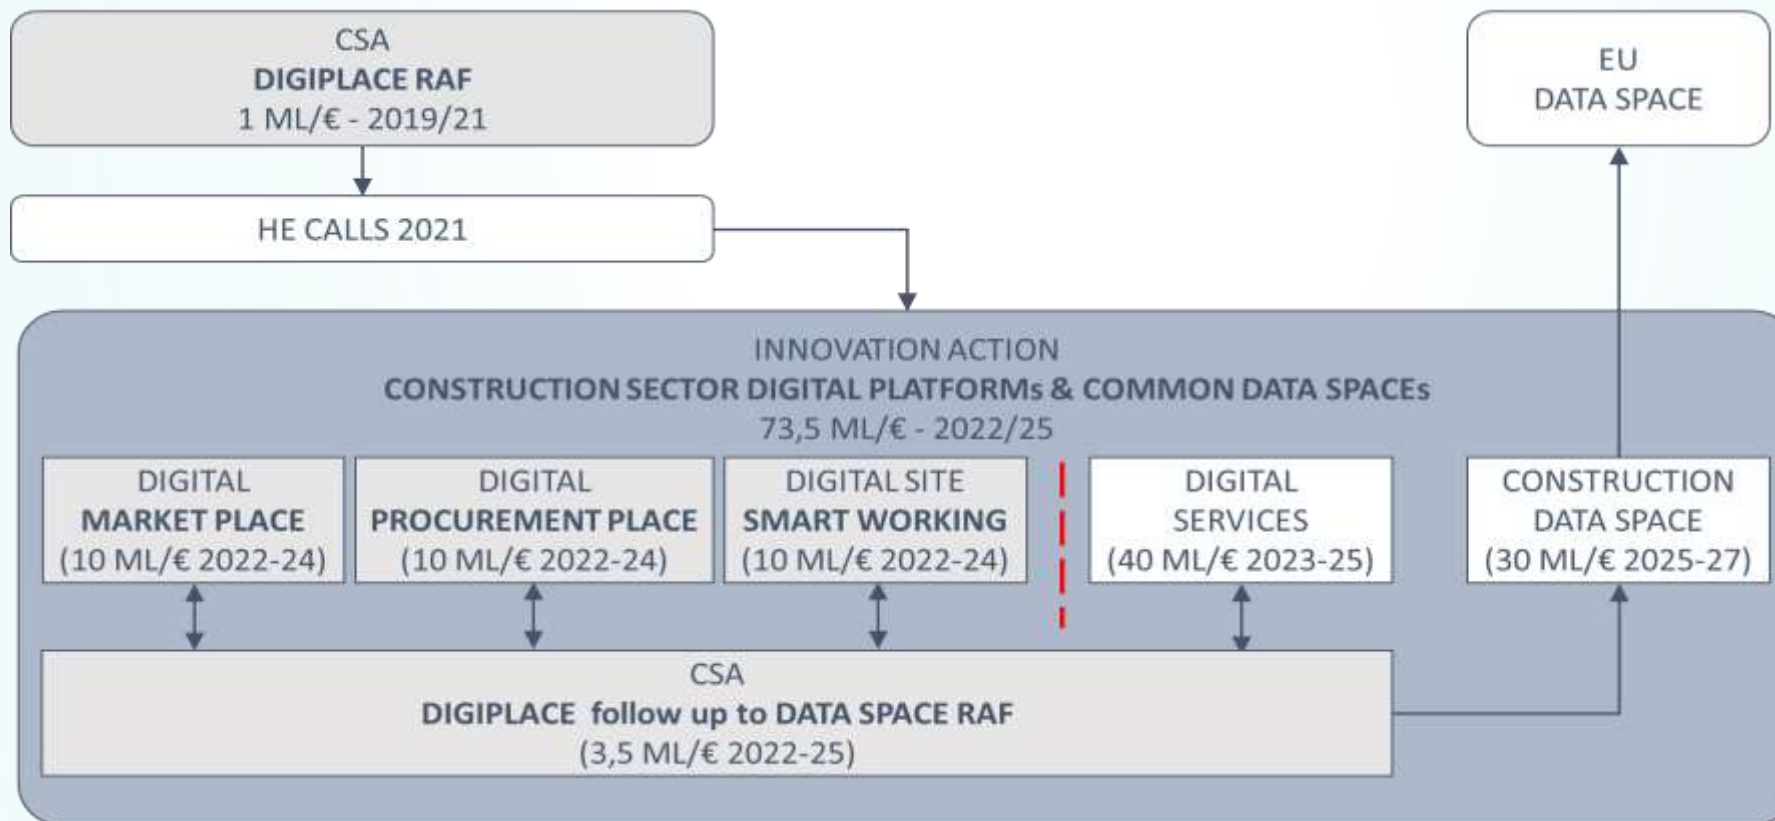 CSA
DIGIPLACE RAF
1 ML/€ - 2019/21
EU
DATA SPACE
HE CALLS 2021
INNOVATION ACTION
CONSTRUCTION SECTOR DIGITAL PLATFORMs & COMMON DATA SPACEs
73,5 ML/€ - 2022/25
DIGITAL
MARKET PLACE
(10 ML/€ 2022-24)
DIGITAL
PROCUREMENT PLACE
(10 ML/€ 2022-24)
DIGITAL SITE
SMART WORKING
(10 ML/€ 2022-24)
DIGITAL
SERVICES
(40 ML/€ 2023-25)
CONSTRUCTION
DATA SPACE
(30 ML/€ 2025-27)
CSA
DIGIPLACE follow up to DATA SPACE RAF
(3,5 ML/€ 2022-25)